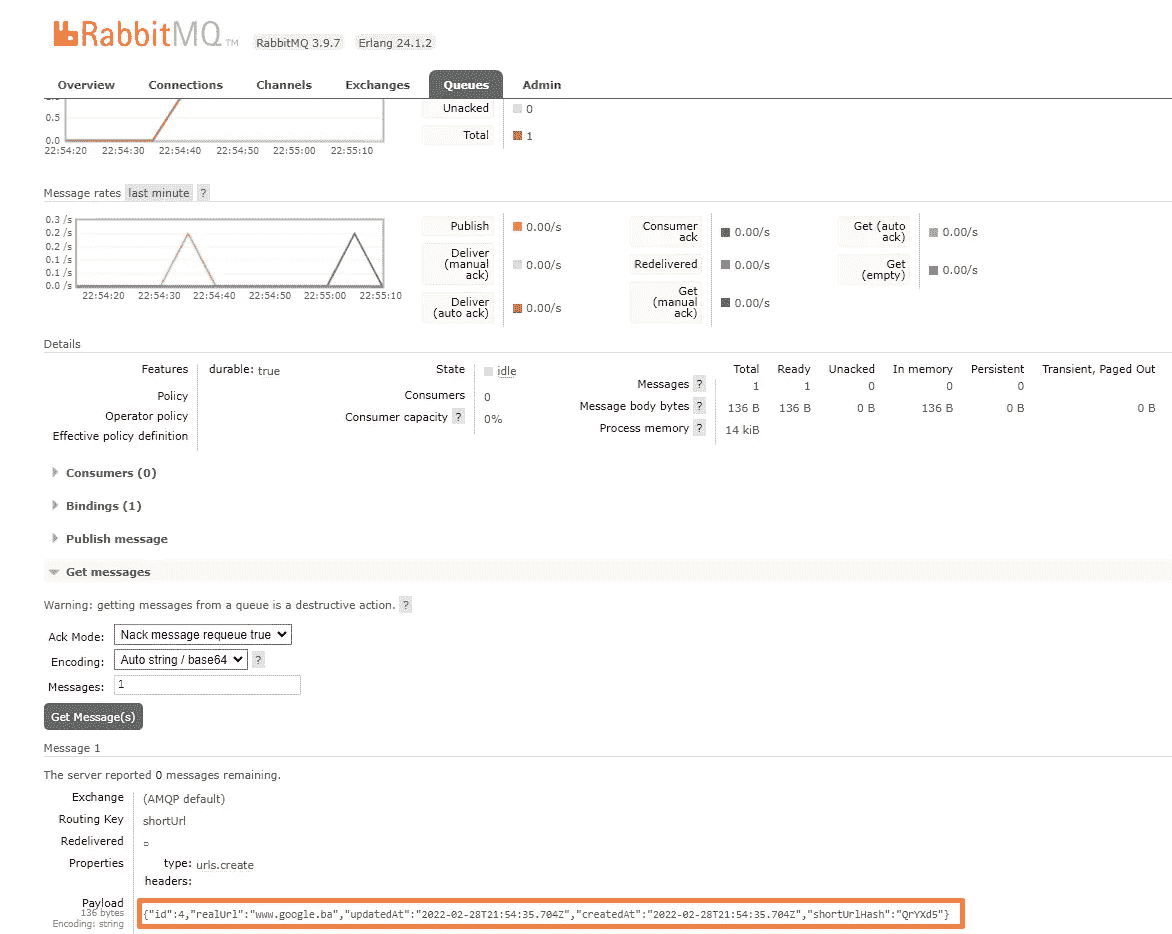 RabbitMQ TM RabbitMQ 3.9.7 Erlang 24.1.2
Overview Connections Channels Exchanges Queues Admin
0.5
0.0
22:54:20 22:54:30 22:54:40 22:54:50 22:55:00 22:55:10
Unacked 0
Total 1
Message rates last minute ?
0.3 /s
0.2 /s
0.2 /s
0.1 /s
0.1 /s
0.0 /s
22:54:20 22:54:30 22:54:40 22:54:50 22:55:00 22:55:10
Publish 0.00/s
Deliver
(manual
ack) 0.00/s
Deliver
(auto ack) 0.00/s
Consumer
ack 0.00/s
Redelivered 0.00/s
Get
(manual
ack) 0.00/s
Get (auto
ack) 0.00/s
Get
(empty) 0.00/s
Details
Features durable: true
Policy
Operator policy
Effective policy definition
State idle
Consumers 0
Consumer capacity ? 0%
Total Ready Unacked In memory Persistent Transient, Paged Out
Messages ? 1 1 0 0 0
Message body bytes ? 136 B 136 B 0 B 136 B 0 B 0 B
Process memory ? 14 kiB
Consumers (0)
Bindings (1)
Publish message
Get messages
Warning: getting messages from a queue is a destructive action. ?
Ack Mode: Nack message requeue true
Encoding: Auto string / base64 ?
Messages: 1
Get Message(s)
Message 1
The server reported 0 messages remaining.
Exchange (AMQP default)
Routing Key shortUrl
Redelivered ○
Properties type: urls.create
headers:
Payload
136 bytes
Encoding: string
{"id":4,"realUrl":"www.google.ba","updatedAt":"2022-02-28T21:54:35.704Z","createdAt":"2022-02-28T21:54:35.704Z","shortUrlHash":"QrYXd5"}